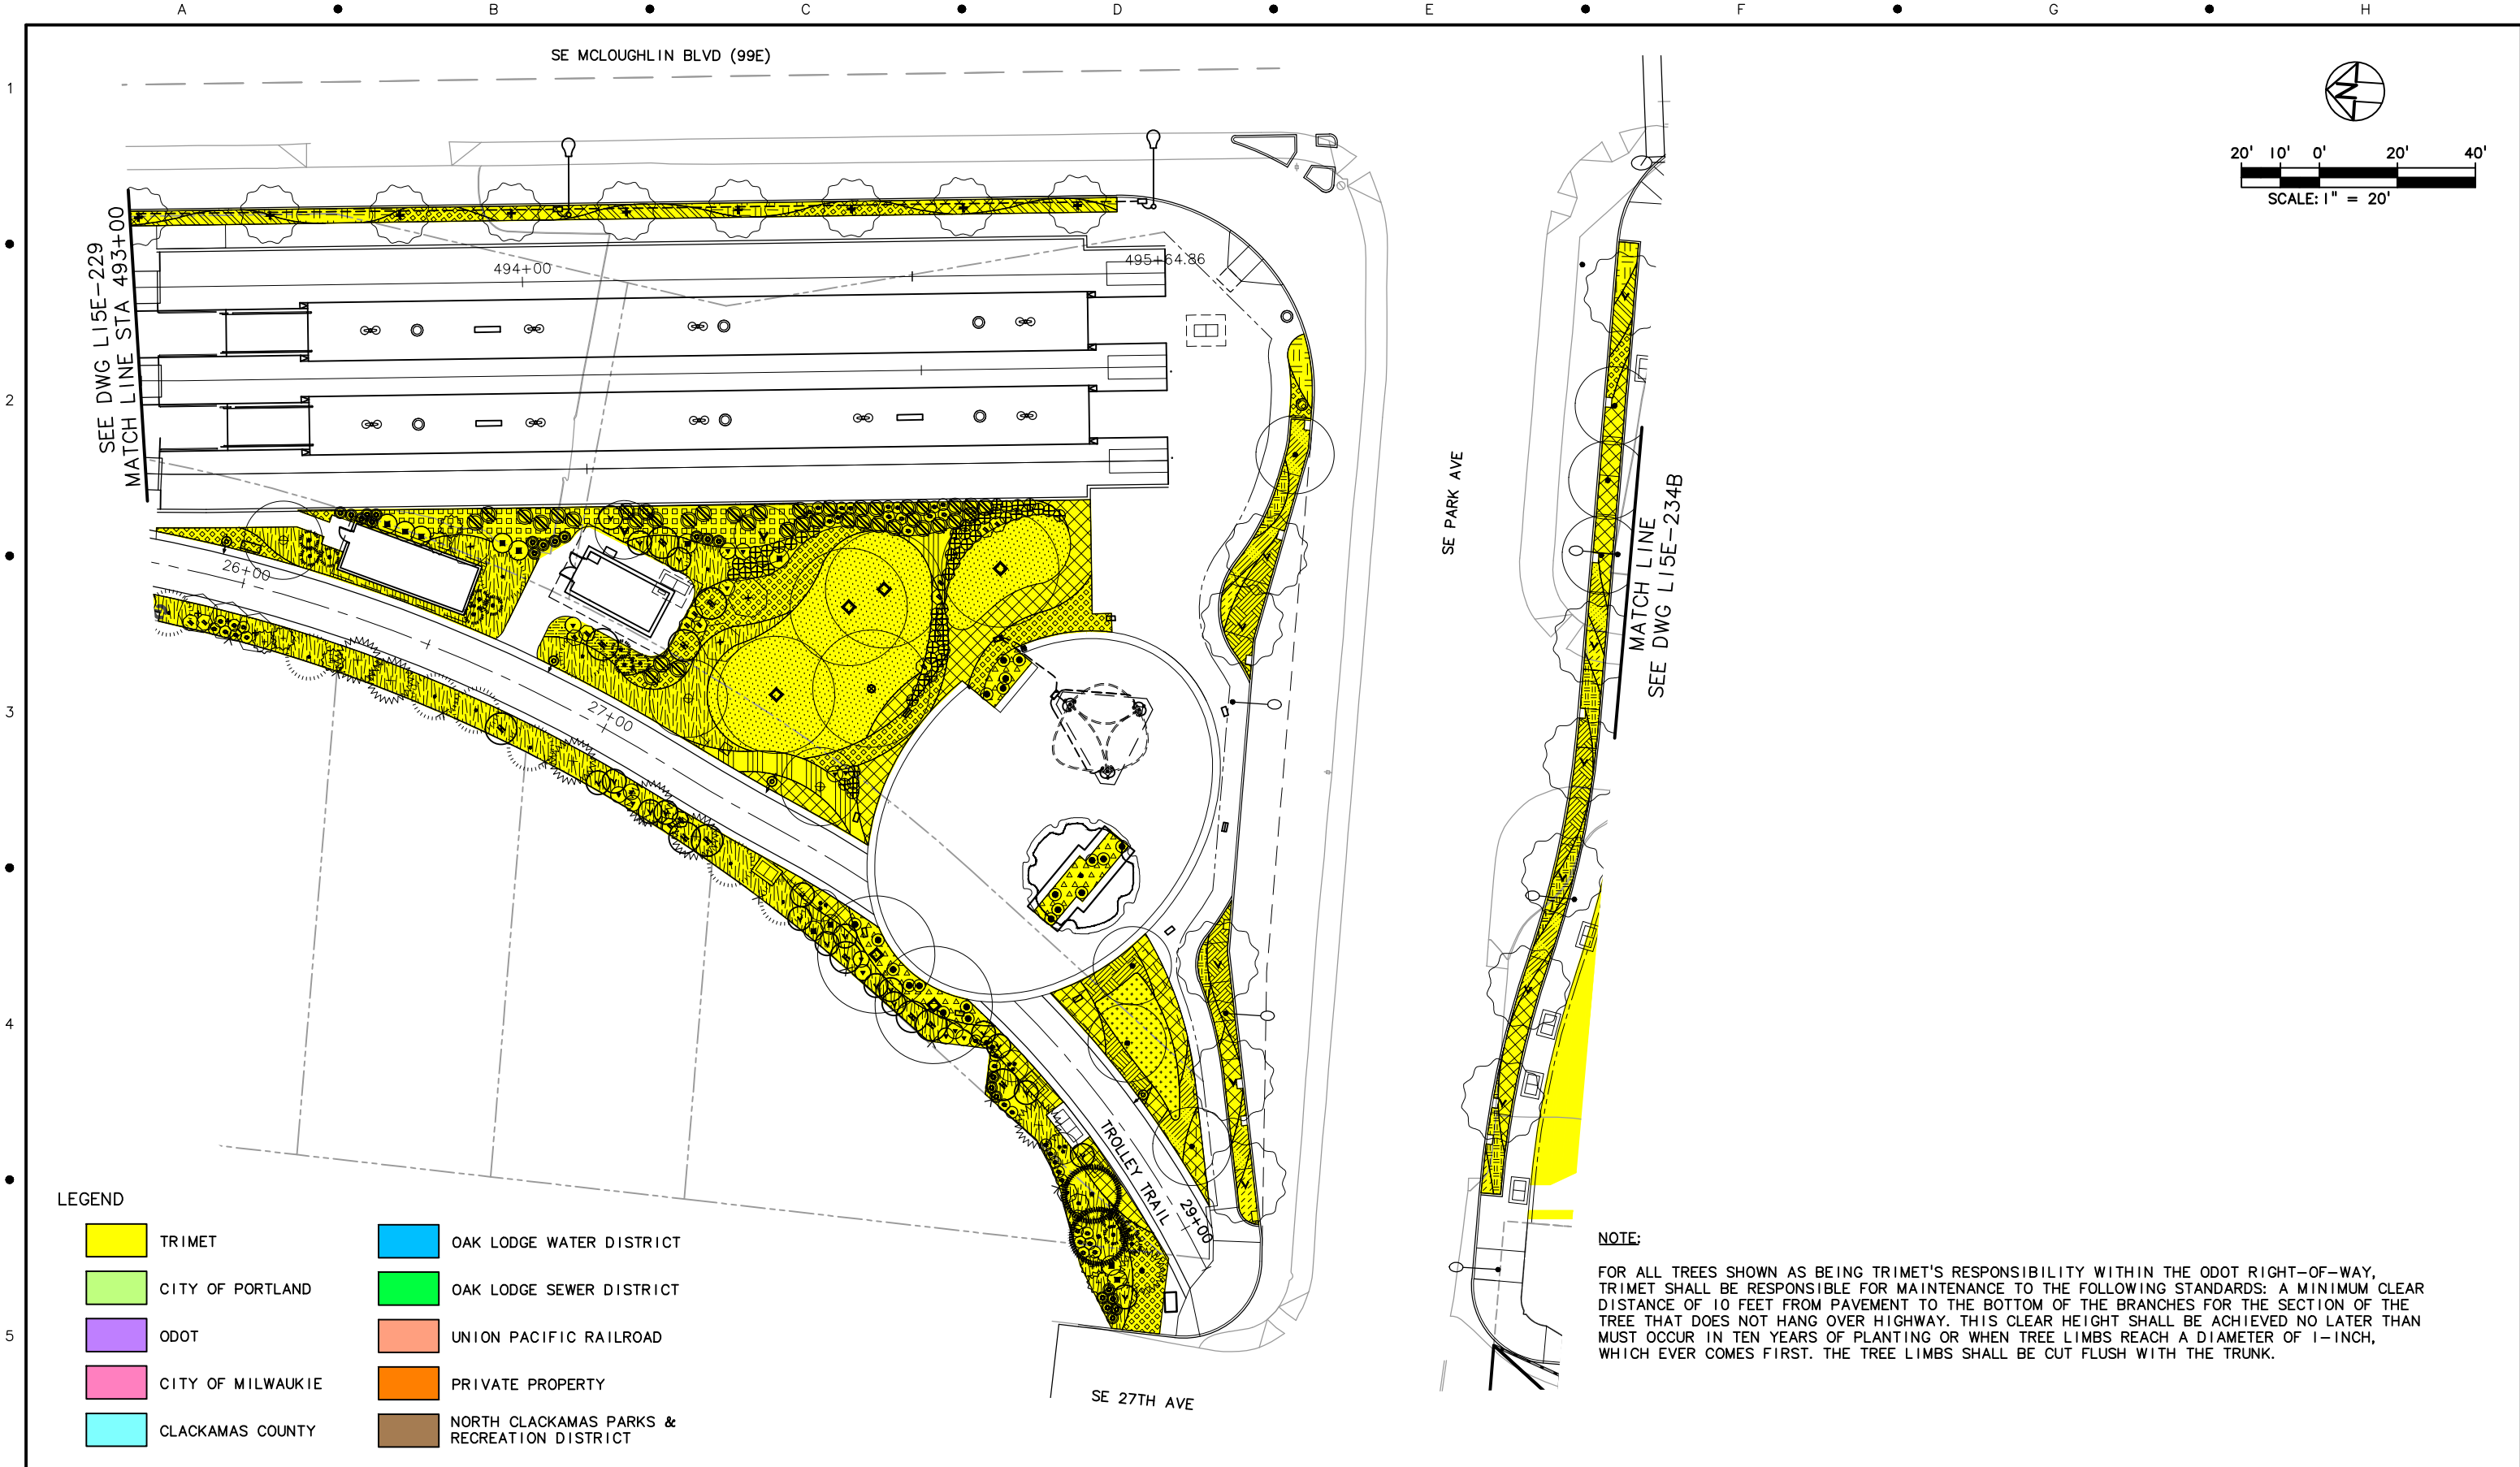 A B C D E F G H
1
2
3
4
5
SE MCLOUGHLIN BLVD (99E)
N
20' 10' 0' 20' 40'
SCALE: 1" = 20'
SEE DWG L15E-229
MATCH LINE STA 493+00
494+00
495+64.86
26+00
27+00
SE PARK AVE
MATCH LINE
SEE DWG L15E-234B
TROLLEY TRAIL
29+00
SE 27TH AVE
LEGEND
TRIMET
CITY OF PORTLAND
ODOT
CITY OF MILWAUKIE
CLACKAMAS COUNTY
OAK LODGE WATER DISTRICT
OAK LODGE SEWER DISTRICT
UNION PACIFIC RAILROAD
PRIVATE PROPERTY
NORTH CLACKAMAS PARKS &
RECREATION DISTRICT
NOTE:
FOR ALL TREES SHOWN AS BEING TRIMET'S RESPONSIBILITY WITHIN THE ODOT RIGHT-OF-WAY,
TRIMET SHALL BE RESPONSIBLE FOR MAINTENANCE TO THE FOLLOWING STANDARDS: A MINIMUM CLEAR
DISTANCE OF 10 FEET FROM PAVEMENT TO THE BOTTOM OF THE BRANCHES FOR THE SECTION OF THE
TREE THAT DOES NOT HANG OVER HIGHWAY. THIS CLEAR HEIGHT SHALL BE ACHIEVED NO LATER THAN
MUST OCCUR IN TEN YEARS OF PLANTING OR WHEN TREE LIMBS REACH A DIAMETER OF 1-INCH,
WHICH EVER COMES FIRST. THE TREE LIMBS SHALL BE CUT FLUSH WITH THE TRUNK.